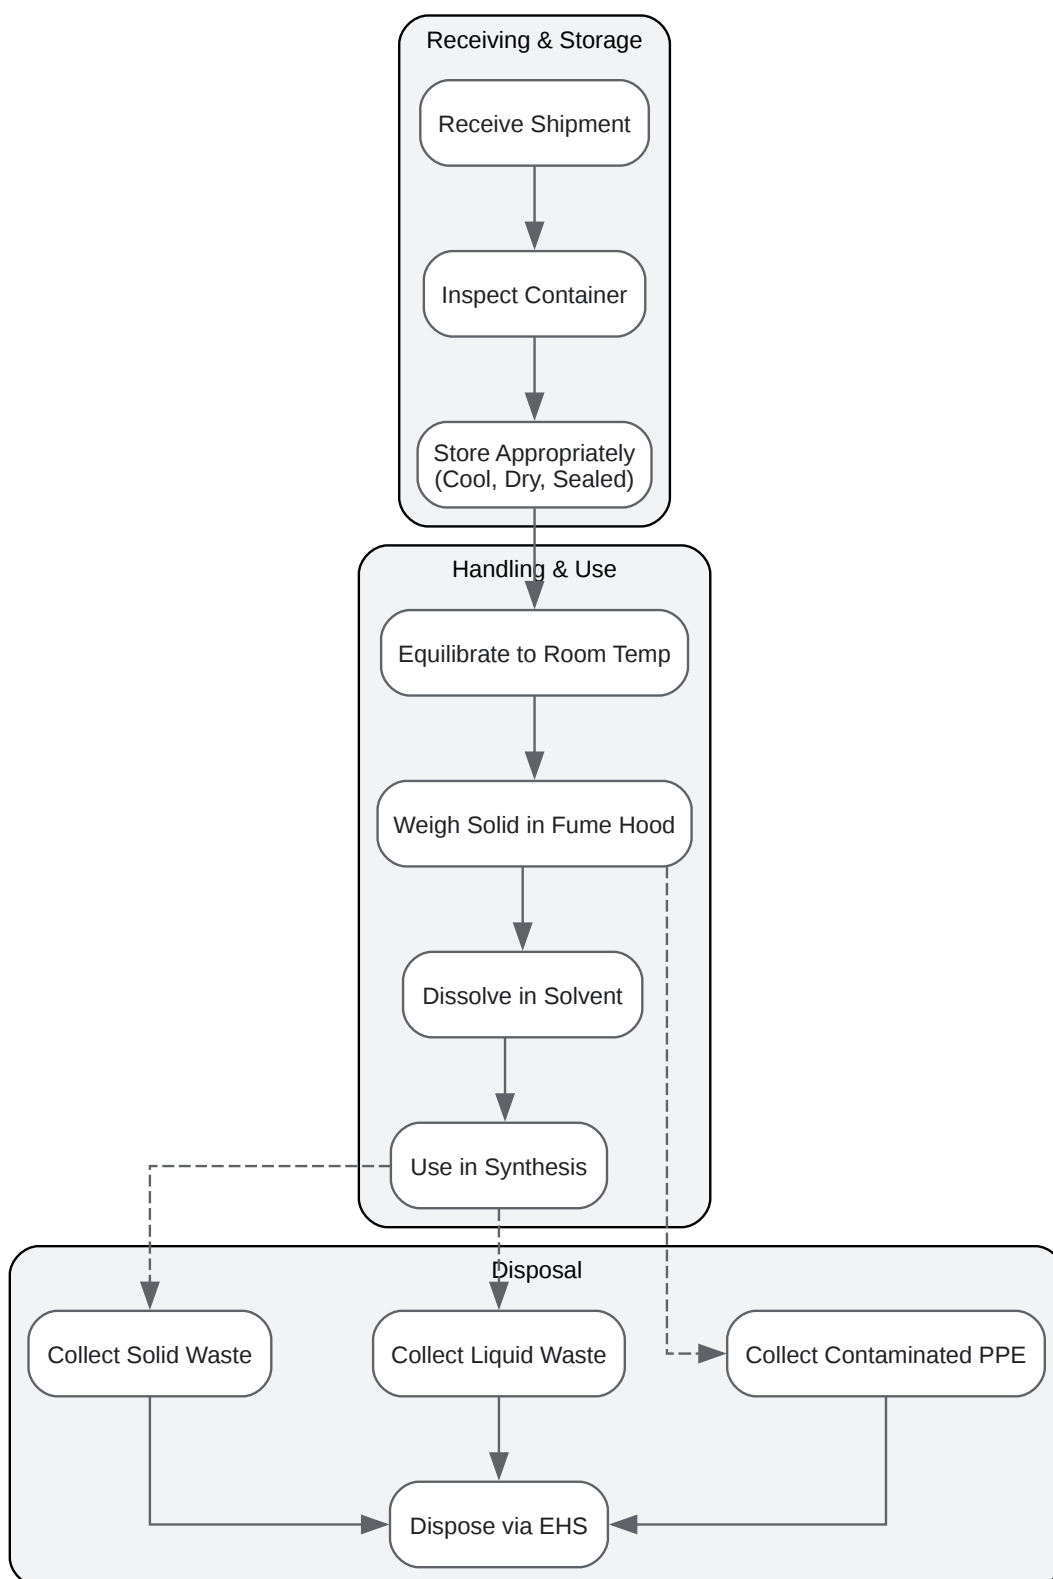 Receiving & Storage
Receive Shipment
Inspect Container
Store Appropriately
(Cool, Dry, Sealed)
Handling & Use
Equilibrate to Room Temp
Weigh Solid in Fume Hood
Dissolve in Solvent
Use in Synthesis
Disposal
Collect Solid Waste
Collect Liquid Waste
Collect Contaminated PPE
Dispose via EHS